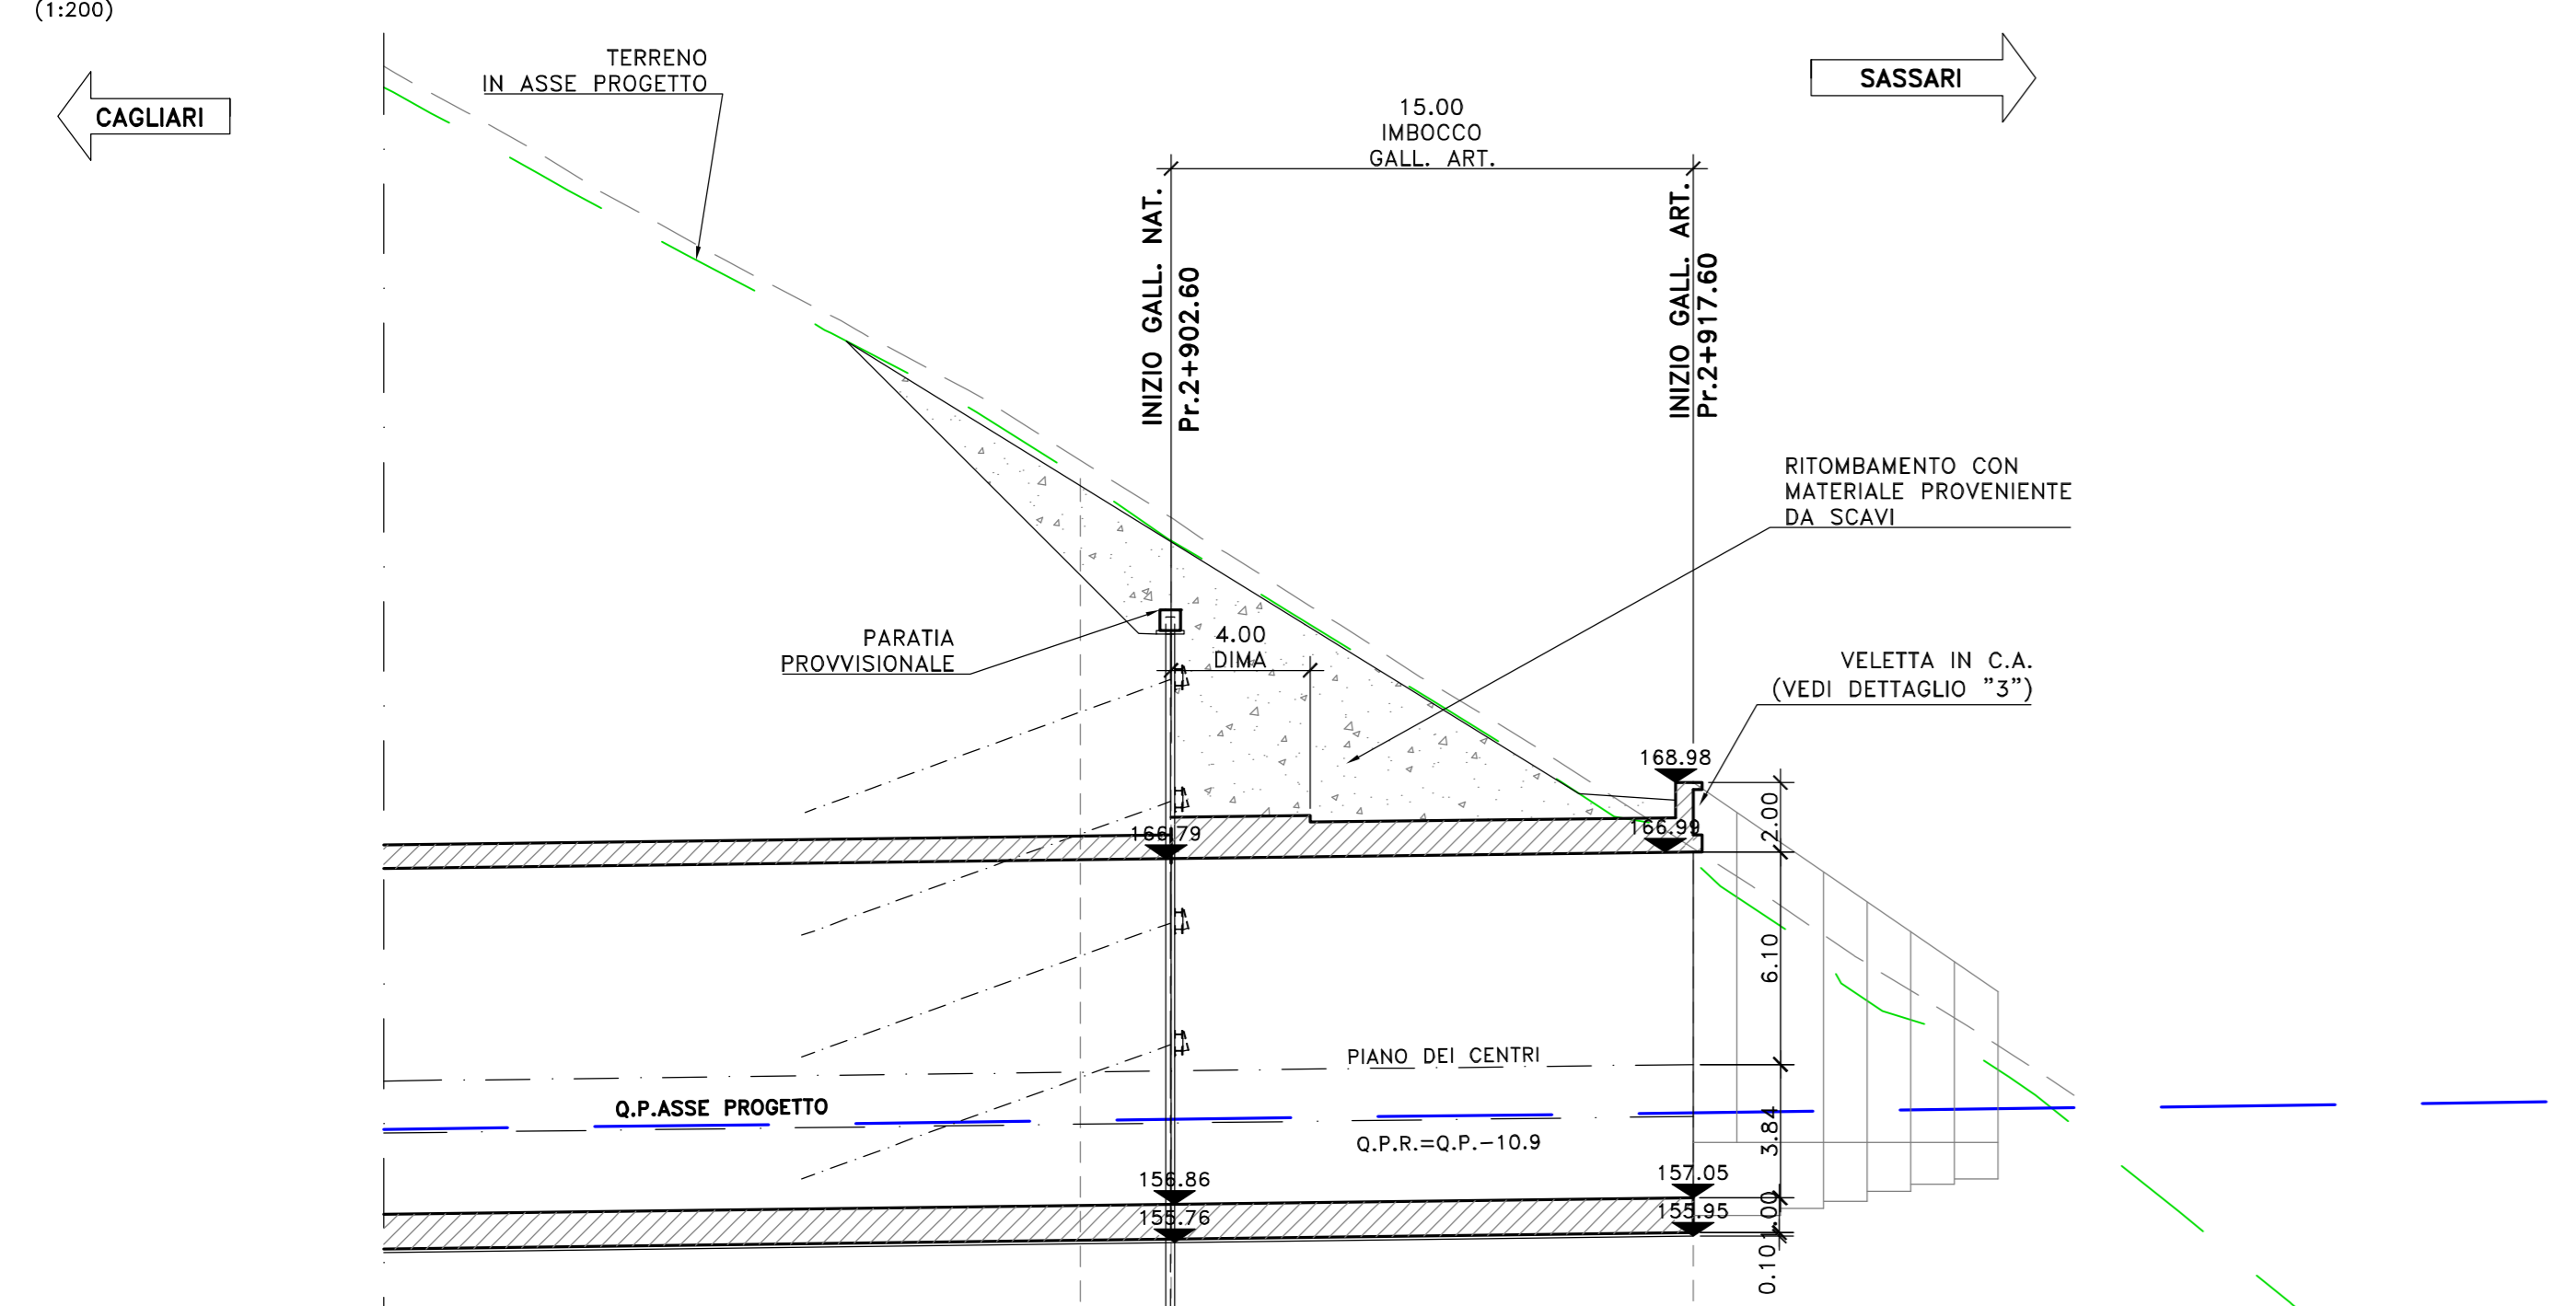 (1:200)
CAGLIARI
TERRENO
IN ASSE PROGETTO
SASSARI
15.00
IMBOCCO
GALL. ART.
INIZIO GALL. NAT.
Pr.2+902.60
INIZIO GALL. ART.
Pr.2+917.60
RITOMBAMENTO CON
MATERIALE PROVENIENTE
DA SCAVI
PARATIA
PROVVISIONALE
4.00
DIMA
VELETTA IN C.A.
(VEDI DETTAGLIO "3")
168.98
166.79
166.99
2.00
6.10
PIANO DEI CENTRI
Q.P.ASSE PROGETTO
Q.P.R.=Q.P.-10.9
3.84
156.86
157.05
155.76
155.95
1.00
0.10